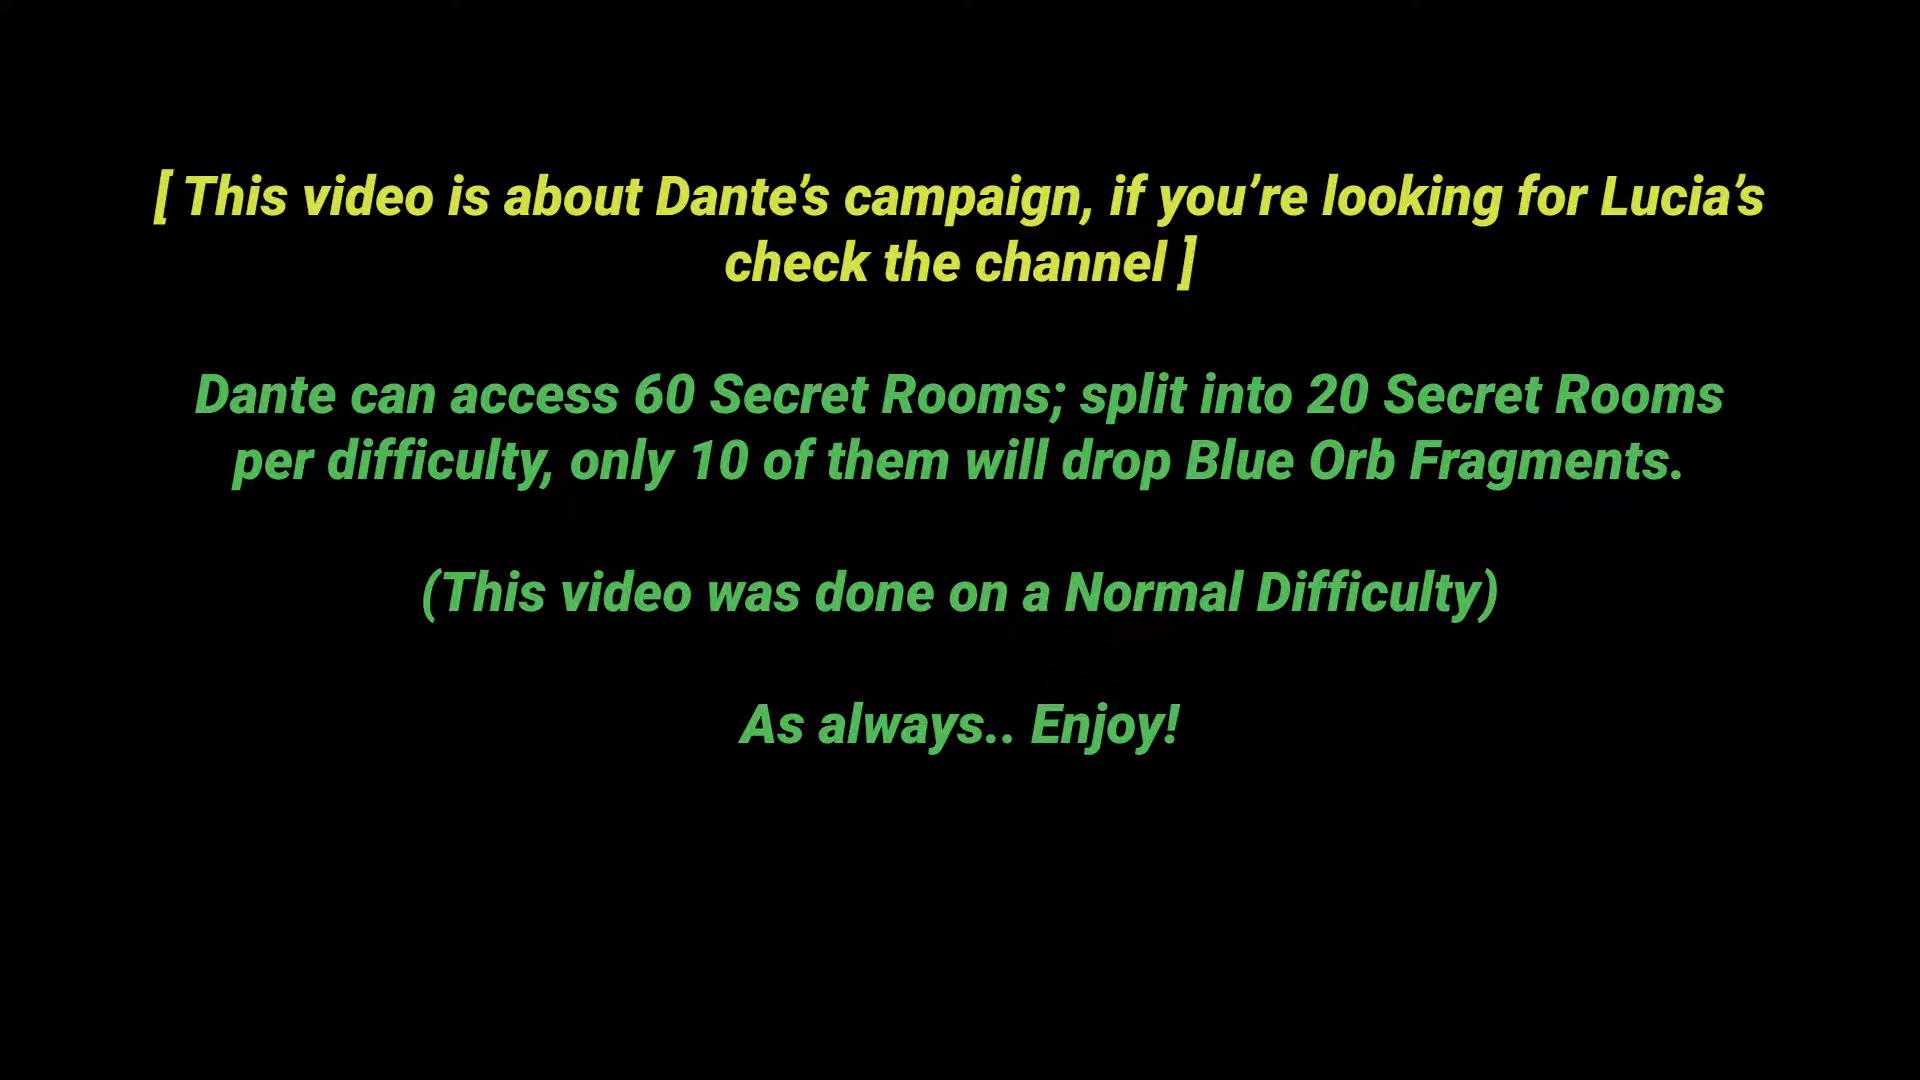 [ This video is about Dante’s campaign, if you’re looking for Lucia’s
check the channel ]
Dante can access 60 Secret Rooms; split into 20 Secret Rooms
per difficulty, only 10 of them will drop Blue Orb Fragments.
(This video was done on a Normal Difficulty)
As always.. Enjoy!